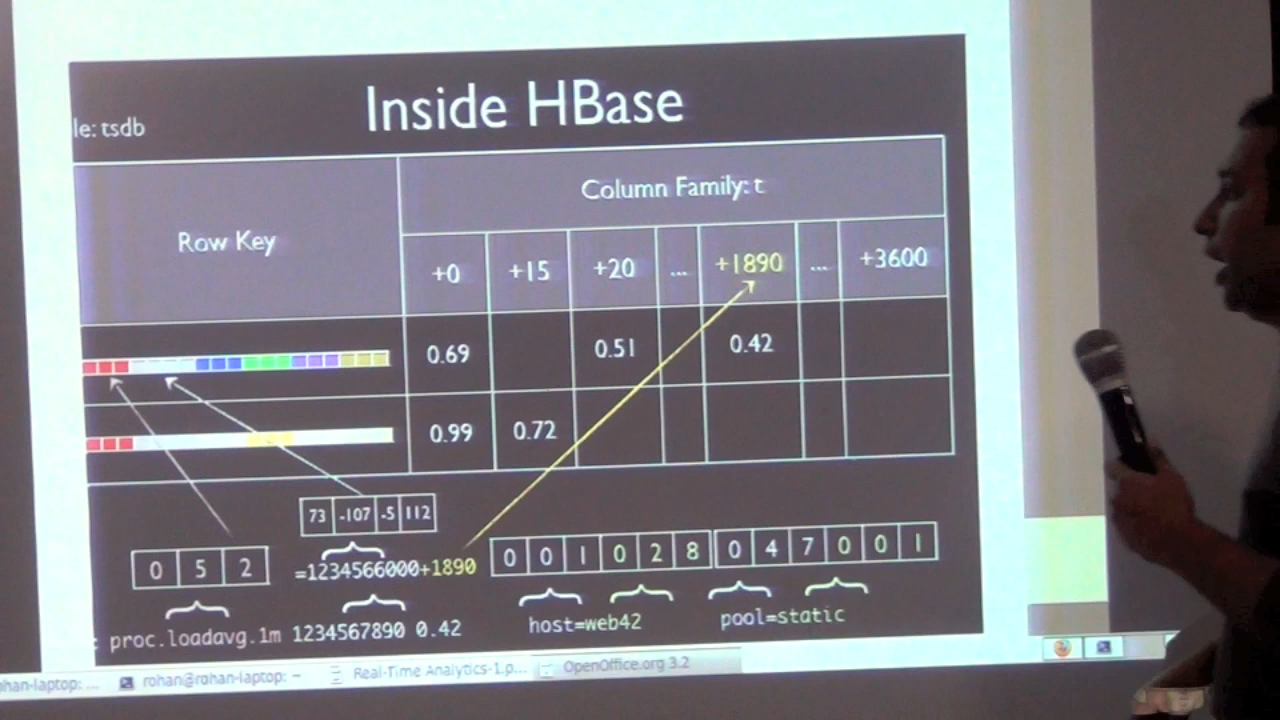 Inside HBase
le: tsdb
Row Key
Column Family: t
+0 +15 +20 ... +1890 ... +3600
0.69 0.51 0.42
0.99 0.72
73 -107 -5 112
0 5 2
=1234566000+1890
0 0 1 0 2 8 0 4 7 0 0 1
: proc.loadavg.1m 1234567890 0.42
host=web42
pool=static
ohan-laptop: ... rohan@rohan-laptop: ~ Real-Time Analytics-1.p... OpenOffice.org 3.2